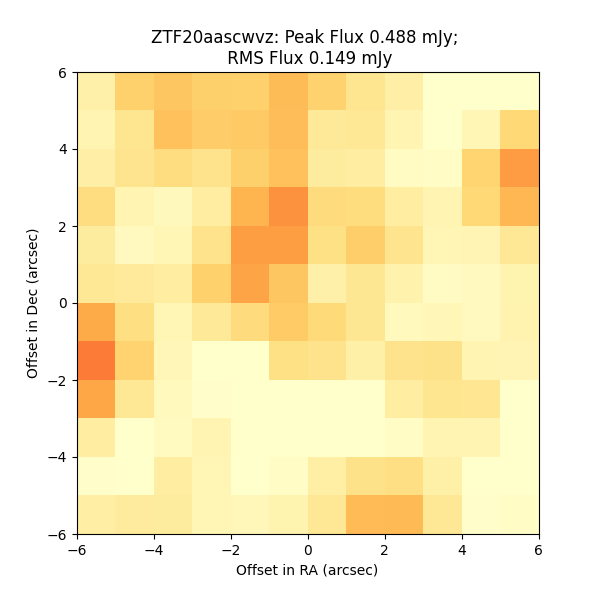 ZTF20aascwvz: Peak Flux 0.488 mJy;
RMS Flux 0.149 mJy
6
4
2
0
−2
−4
−6
Offset in Dec (arcsec)
−6 −4 −2 0 2 4 6
Offset in RA (arcsec)